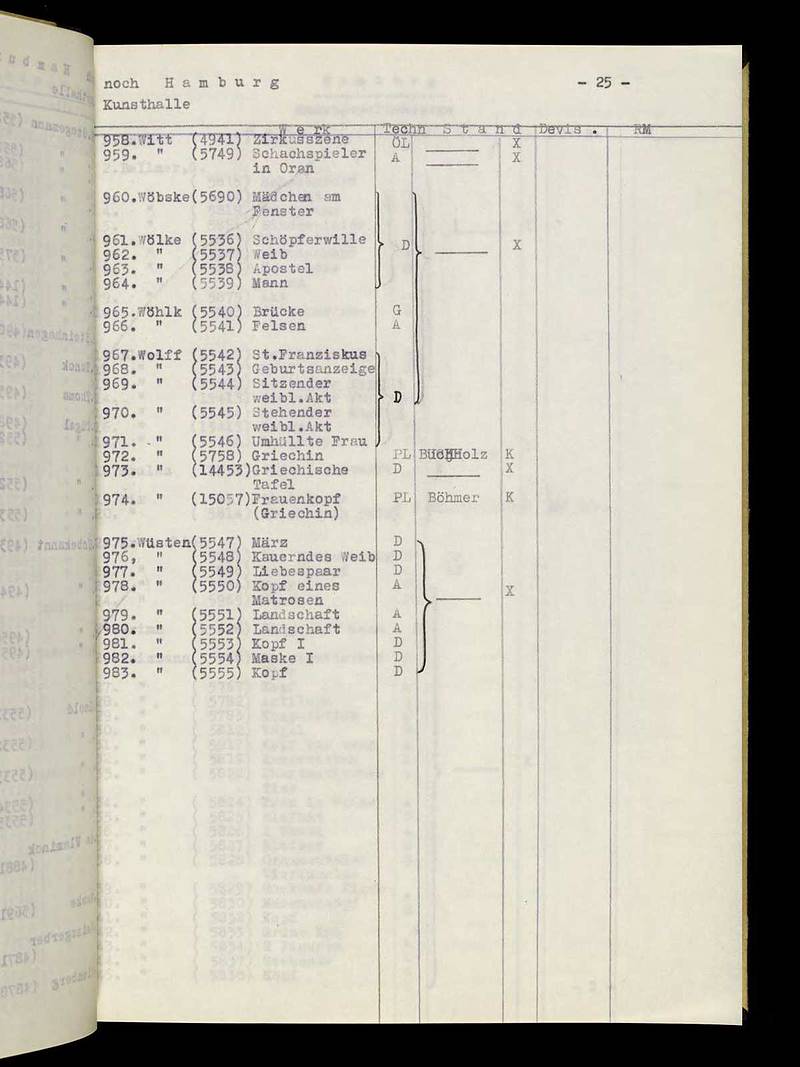 noch H a m b u r g - 25 -
Kunsthalle
W e rk Techn S t a n d Devis . RM
958.Witt (4941) Zirkusszene ÖL X
959. " (5749) Schachspieler A X
in Oran
960.Wöbske(5690) Mädchen am
Fenster
961.Wölke (5536) Schöpferwille D X
962. " (5537) Weib
963. " (5538) Apostel
964. " (5539) Mann
965.Wöhlk (5540) Brücke G
966. " (5541) Felsen A
967.Wolff (5542) St.Franziskus
968. " (5543) Geburtsanzeige
969. " (5544) Sitzender
weibl.Akt D
970. " (5545) Stehender
weibl.Akt
971. " (5546) Umhüllte Frau
972. " (5758) Griechin PL Buchholz K
973. " (14453)Griechische D X
Tafel
974. " (15057)Frauenkopf PL Böhmer K
(Griechin)
975.Wüsten(5547) März D
976, " (5548) Kauerndes Weib D
977. " (5549) Liebespaar D
978. " (5550) Kopf eines A X
Matrosen
979. " (5551) Landschaft A
980. " (5552) Landschaft A
981. " (5553) Kopf I D
982. " (5554) Maske I D
983. " (5555) Kopf D